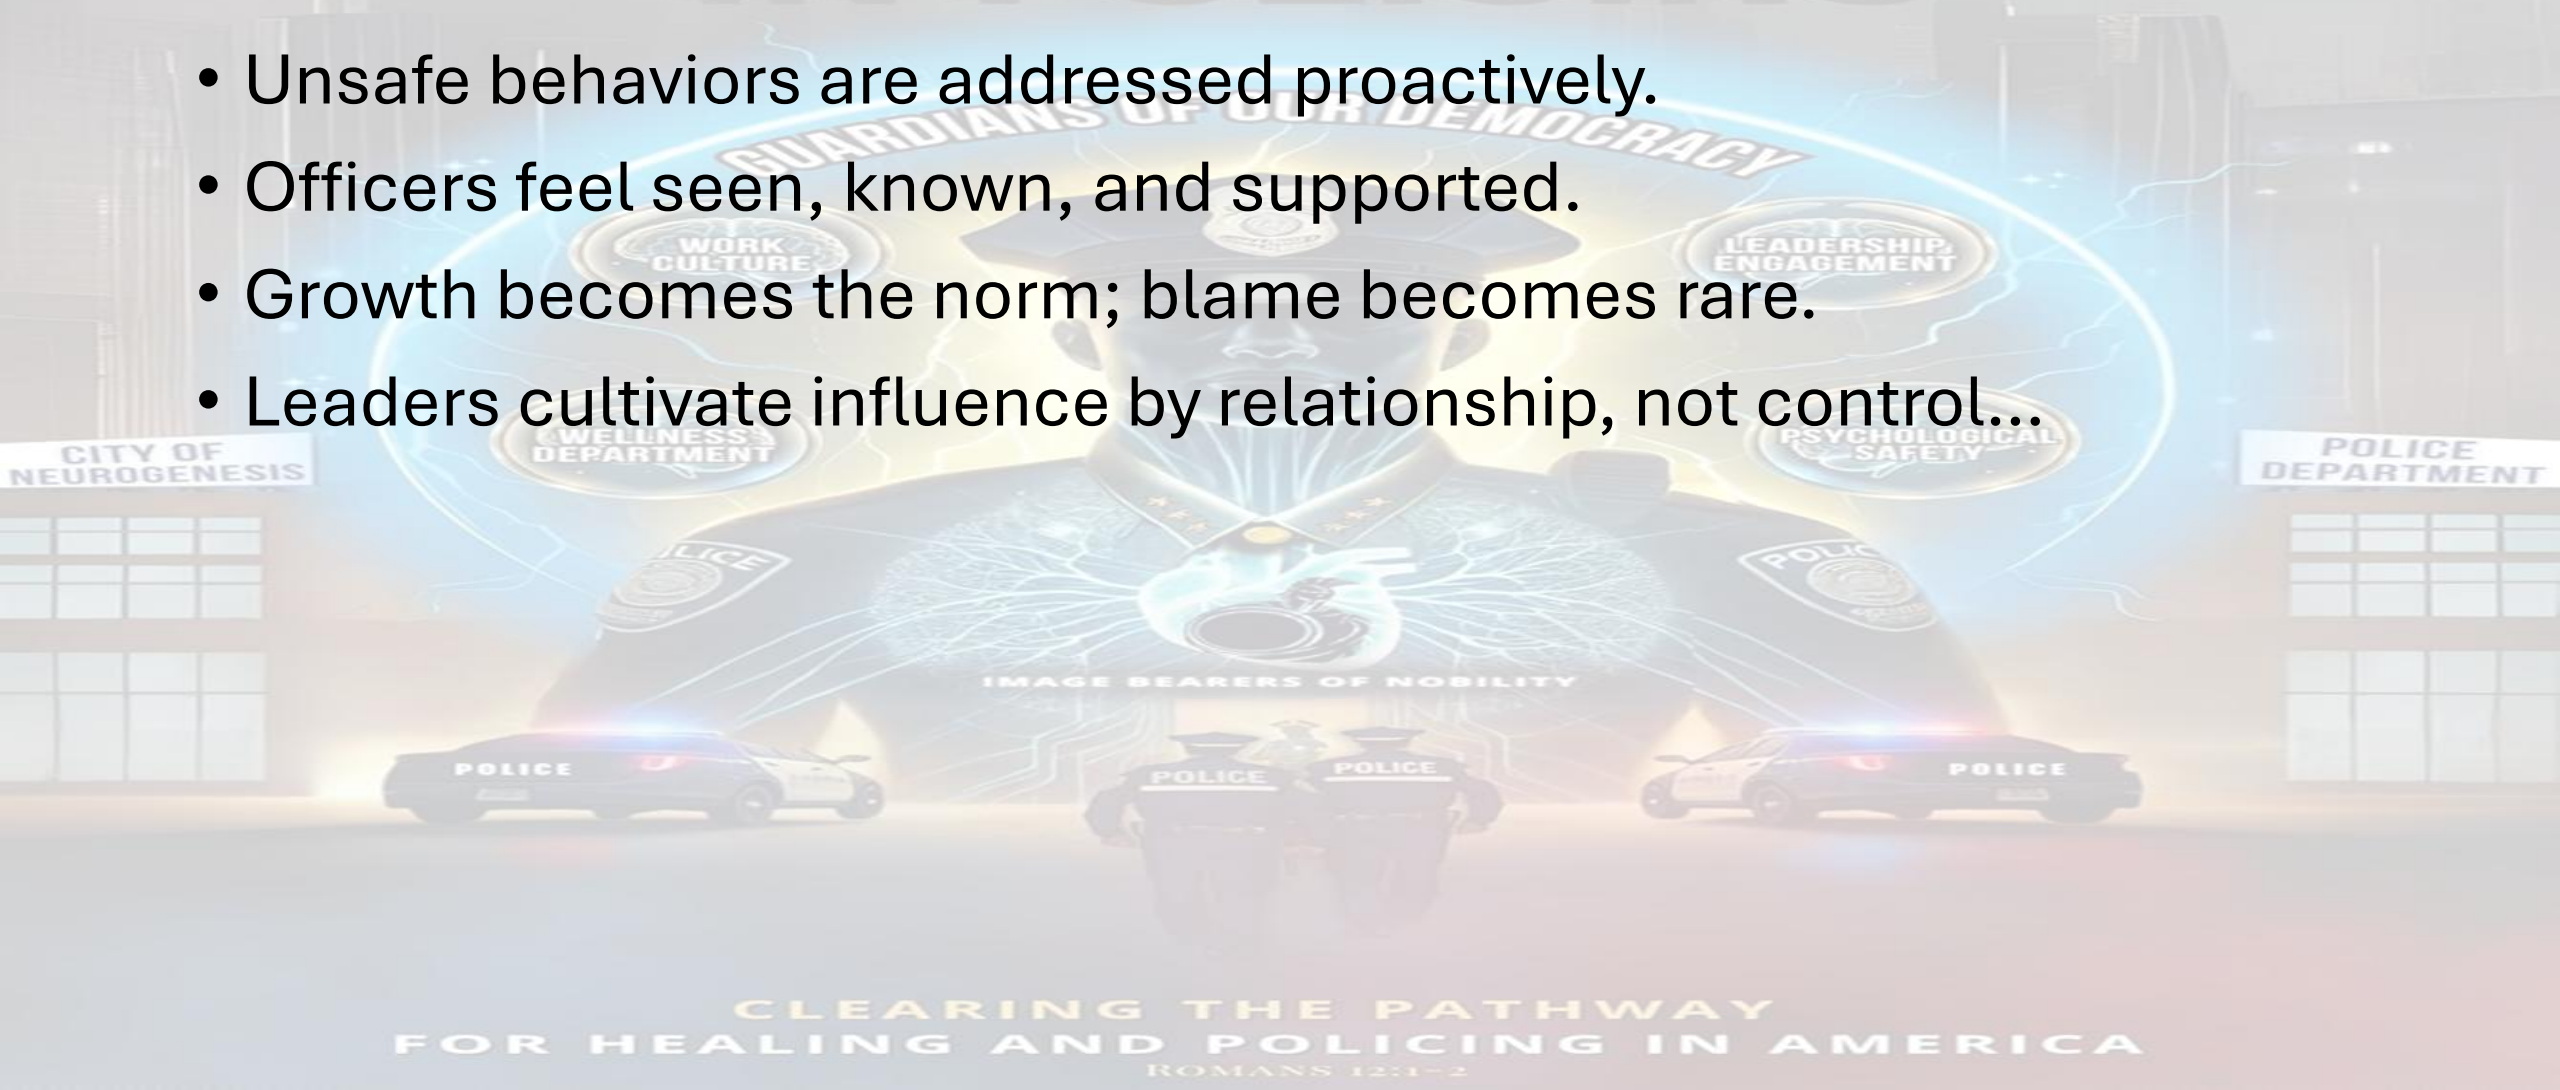 • Unsafe behaviors are addressed proactively.
GUARDIANS OF OUR DEMOCRACY
• Officers feel seen, known, and supported.
WORK
CULTURE
LEADERSHIP
ENGAGEMENT
• Growth becomes the norm; blame becomes rare.
• Leaders cultivate influence by relationship, not control...
WELLNESS
DEPARTMENT
PSYCHOLOGICAL
SAFETY
CITY OF
NEUROGENESIS
POLICE
DEPARTMENT
POLICE
IMAGE BEARERS OF NOBILITY
POLICE
POLICE
POLICE
POLICE
CLEARING THE PATHWAY
FOR HEALING AND POLICING IN AMERICA
ROMANS 12:1-2